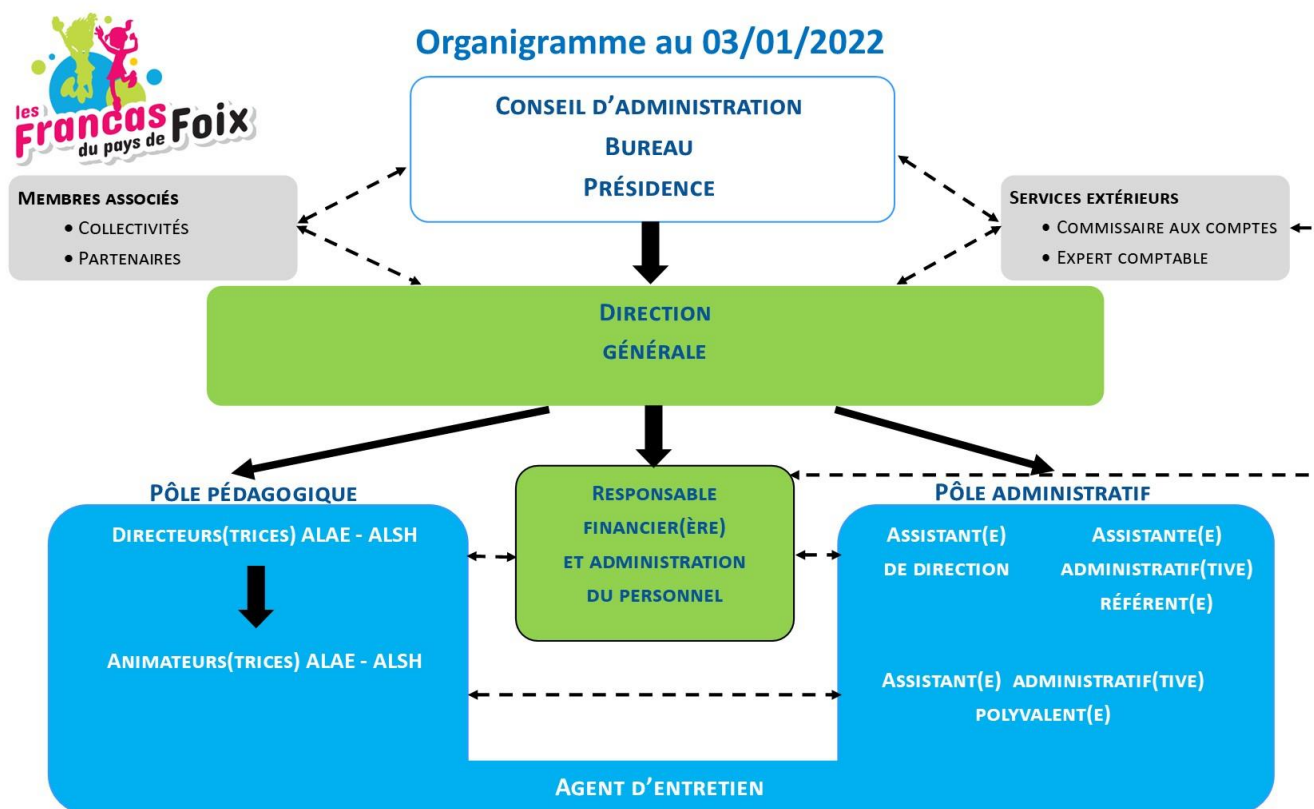 les
Francas
du pays de Foix
Organigramme au 03/01/2022
CONSEIL D'ADMINISTRATION
BUREAU
PRÉSIDENCE
MEMBRES ASSOCIÉS
• COLLECTIVITÉS
• PARTENAIRES
SERVICES EXTÉRIEURS
• COMMISSAIRE AUX COMPTES
• EXPERT COMPTABLE
DIRECTION
GÉNÉRALE
PÔLE PÉDAGOGIQUE
DIRECTEURS(TRICES) ALAE - ALSH
ANIMATEURS(TRICES) ALAE - ALSH
RESPONSABLE
FINANCIER(ÈRE)
ET ADMINISTRATION
DU PERSONNEL
PÔLE ADMINISTRATIF
ASSISTANT(E)
DE DIRECTION
ASSISTANTE(E)
ADMINISTRATIF(TIVE)
RÉFÉRENT(E)
ASSISTANT(E) ADMINISTRATIF(TIVE)
POLYVALENT(E)
AGENT D'ENTRETIEN